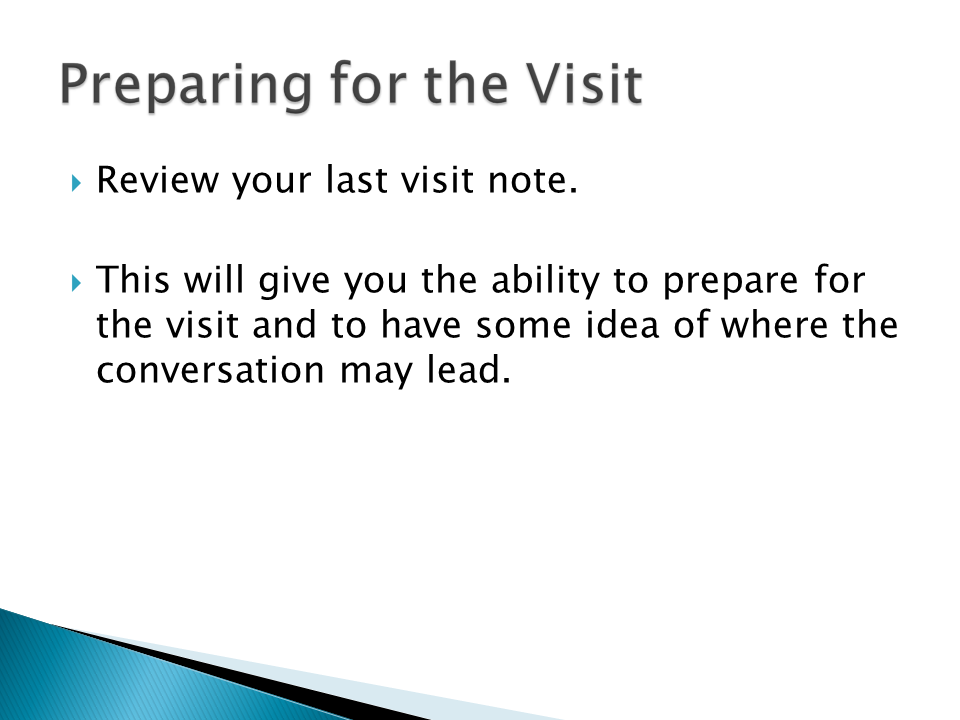 Preparing for the Visit
Review your last visit note.
This will give you the ability to prepare for
the visit and to have some idea of where the
conversation may lead.